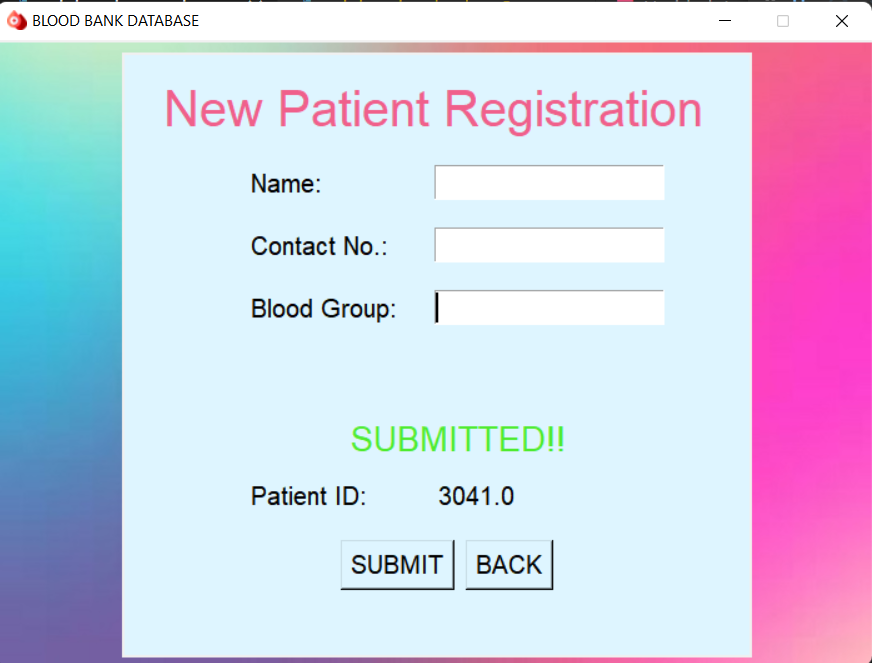 BLOOD BANK DATABASE
New Patient Registration
Name:
Contact No.:
Blood Group:
SUBMITTED!!
Patient ID: 3041.0
SUBMIT BACK